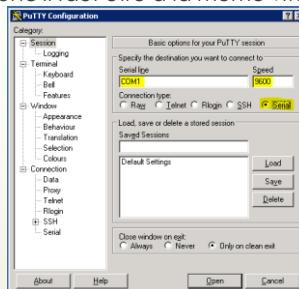 PuTTY Configuration
Category:
Session
Logging
Terminal
Keyboard
Bell
Features
Window
Appearance
Behaviour
Translation
Selection
Colours
Connection
Data
Proxy
Telnet
Rlogin
SSH
Serial
Basic options for your PuTTY session
Specify the destination you want to connect to
Serial line
Speed
COM1
9600
Connection type:
Raw
Telnet
Rlogin
SSH
Serial
Load, save or delete a stored session
Saved Sessions
Default Settings
Load
Save
Delete
Close window on exit:
Always
Never
Only on clean exit
About
Help
Open
Cancel